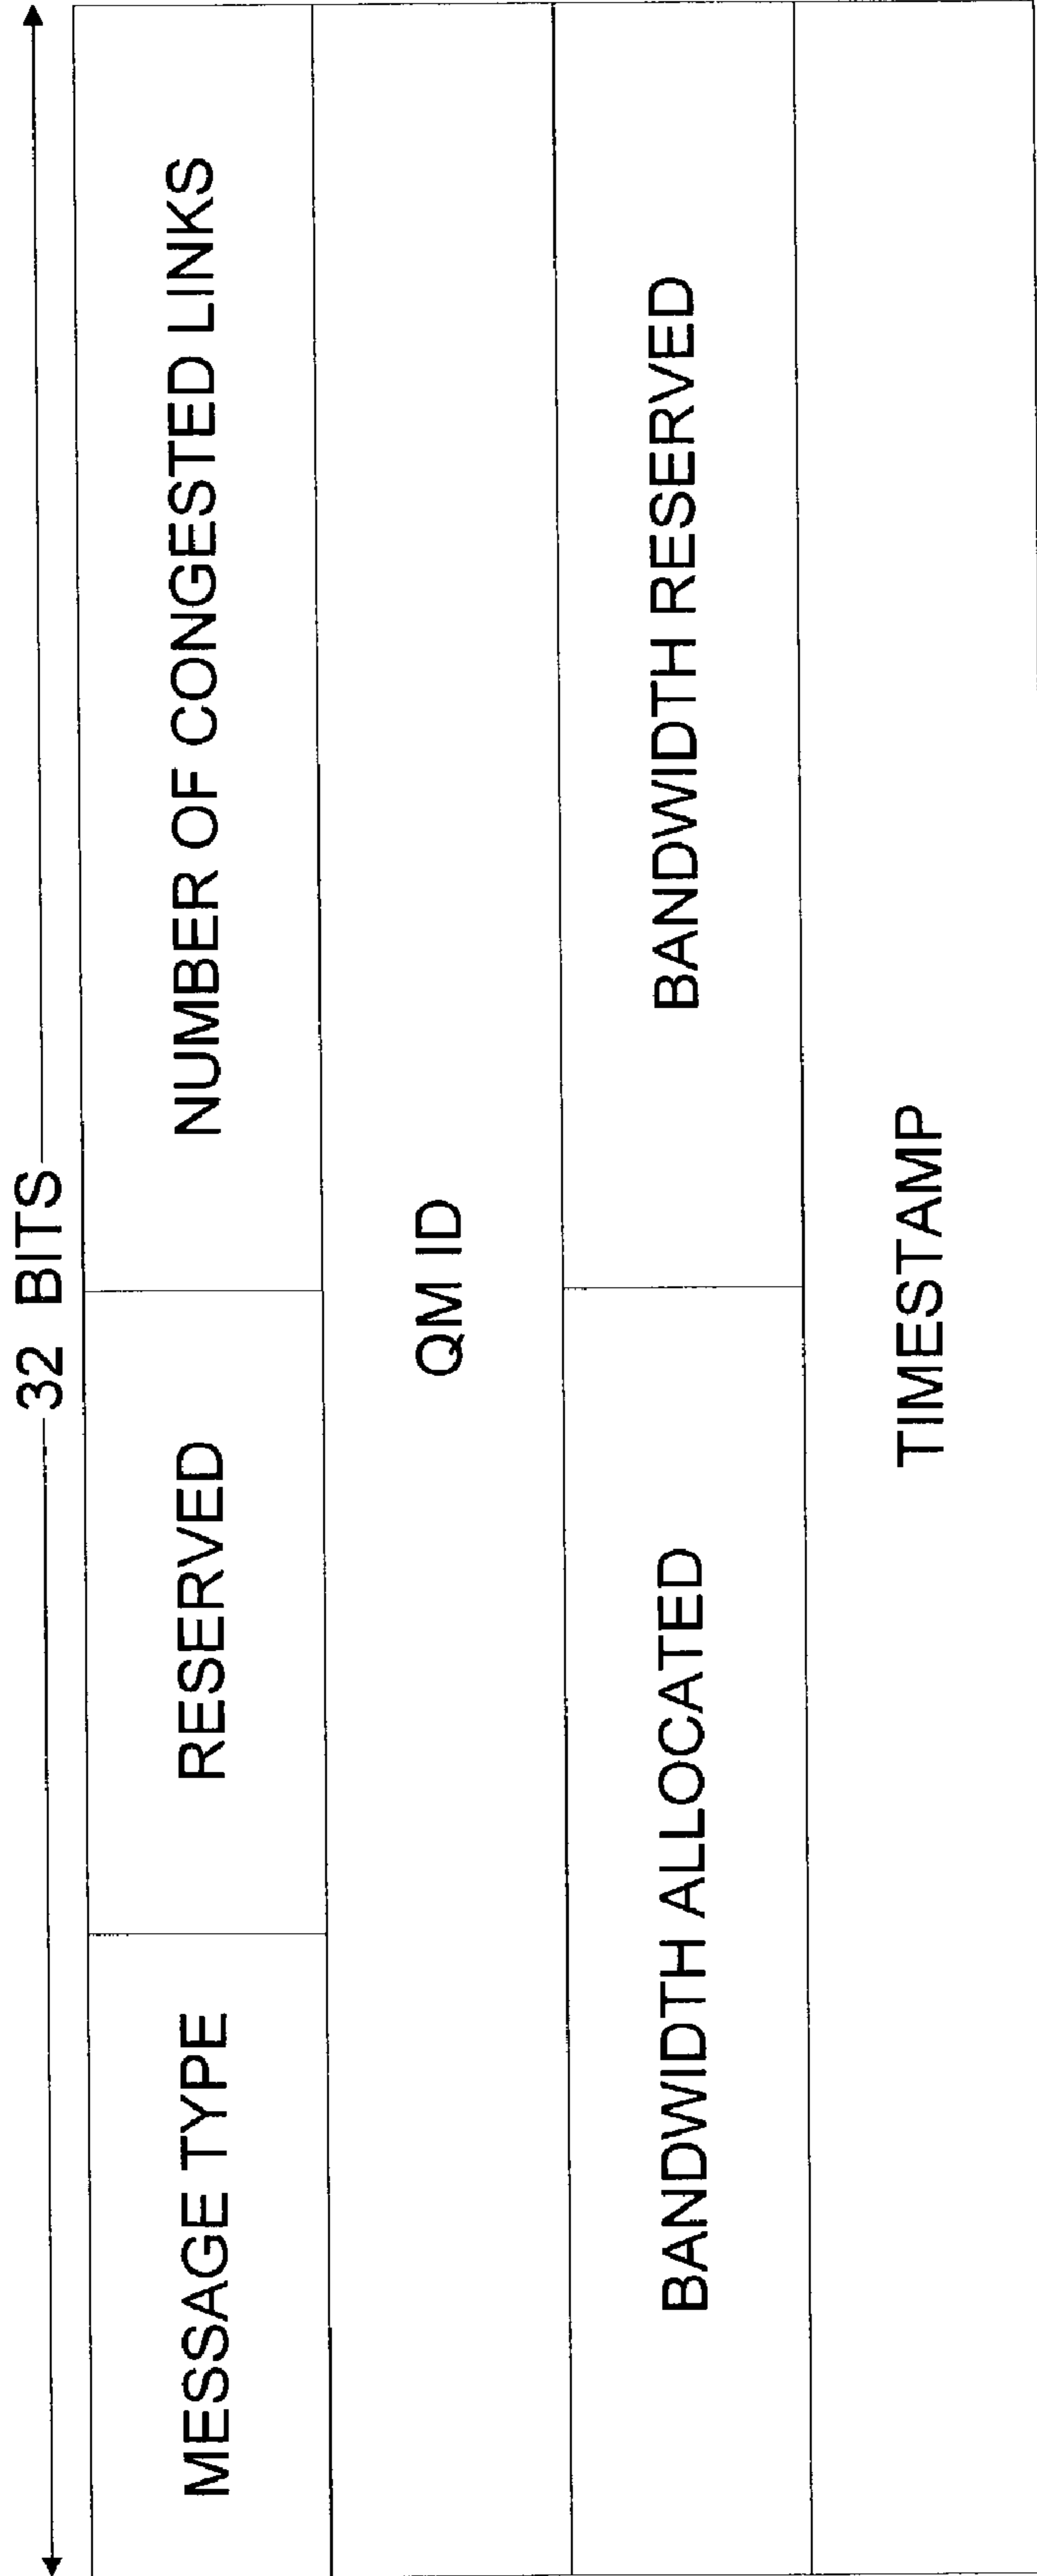 32 BITS
MESSAGE TYPE
RESERVED
NUMBER OF CONGESTED LINKS
QM ID
BANDWIDTH ALLOCATED
BANDWIDTH RESERVED
TIMESTAMP